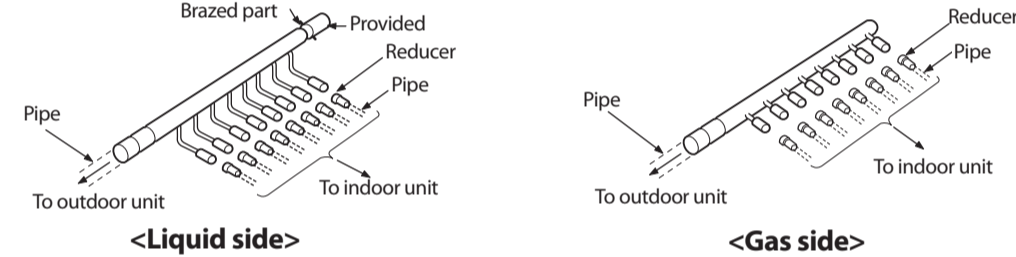 Brazed part
Provided
Reducer
Pipe
Pipe
To outdoor unit
To indoor unit
<Liquid side>
Reducer
Pipe
Pipe
To indoor unit
To outdoor unit
<Gas side>